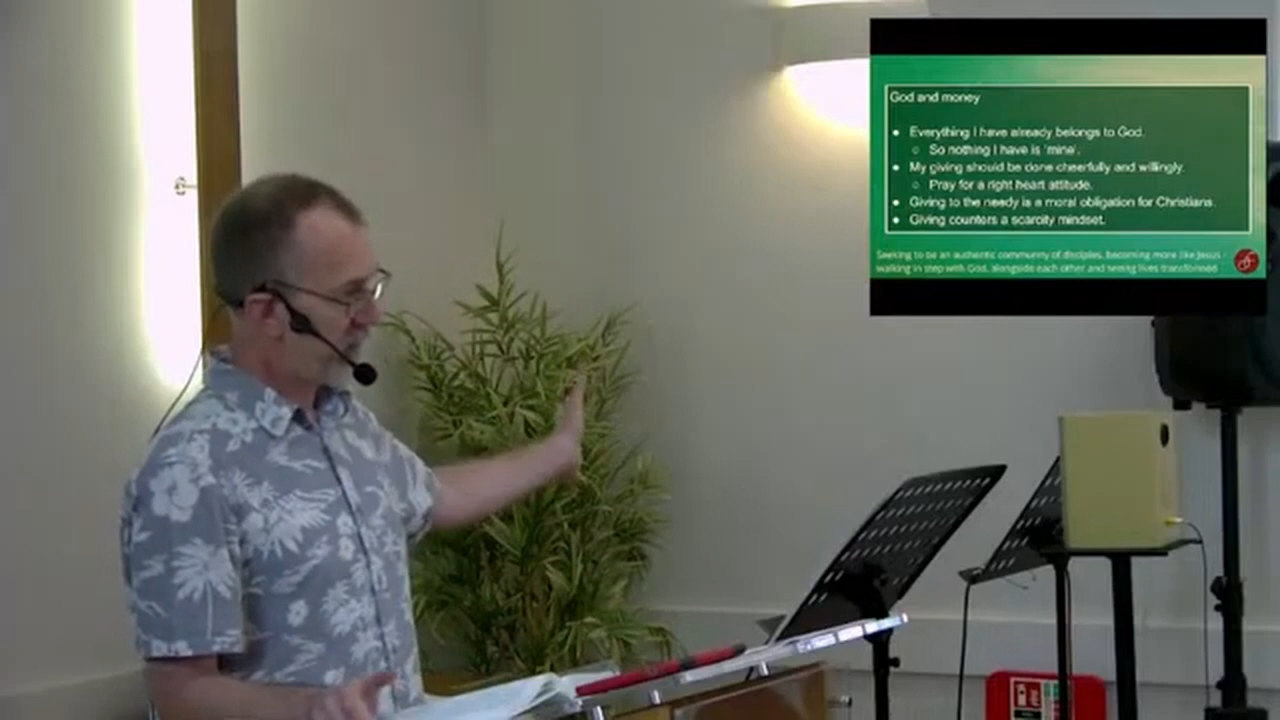 God and money
• Everything I have already belongs to God.
○ So nothing I have is 'mine'.
• My giving should be done cheerfully and willingly.
○ Pray for a right heart attitude.
• Giving to the needy is a moral obligation for Christians.
• Giving counters a scarcity mindset.
Seeking to be an authentic community of disciples, becoming more like Jesus -
walking in step with God, alongside each other and seeing lives transformed